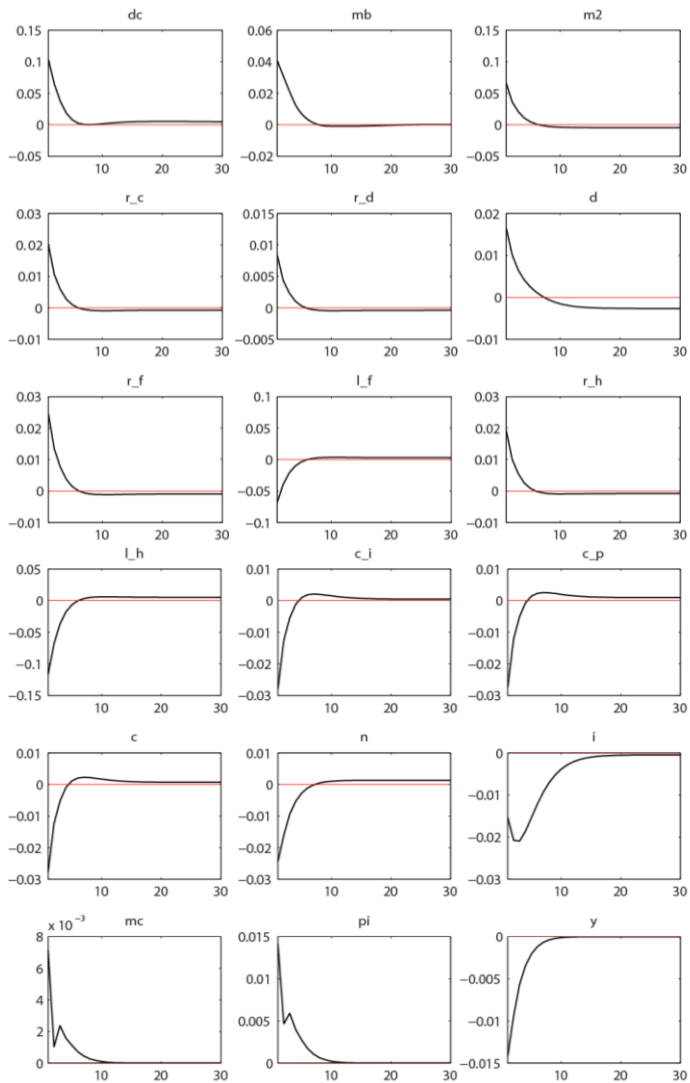 dc mb m2
0.15 0.06 0.15
0.1 0.04 0.1
0.05 0.02 0.05
0 0 0
−0.05 −0.02 −0.05
10 20 30 10 20 30 10 20 30
r_c r_d d
0.03 0.015 0.02
0.02 0.01 0.01
0.01 0.005
0 0 0
−0.01 −0.005 −0.01
10 20 30 10 20 30 10 20 30
r_f l_f r_h
0.03 0.1 0.03
0.02 0.05 0.02
0.01 0 0.01
0 −0.05 0
−0.01 −0.1 −0.01
10 20 30 10 20 30 10 20 30
l_h c_i c_p
0.05 0.01 0.01
0 0 0
−0.05 −0.01 −0.01
−0.1 −0.02 −0.02
−0.15 −0.03 −0.03
10 20 30 10 20 30 10 20 30
c n i
0.01 0.01 0
0 0 −0.01
−0.01 −0.01
−0.02 −0.02 −0.02
−0.03 −0.03 −0.03
10 20 30 10 20 30 10 20 30
x 10⁻³ mc pi y
8 0.015 0
6 0.01 −0.005
4
2 0.005 −0.01
0 0 −0.015
10 20 30 10 20 30 10 20 30